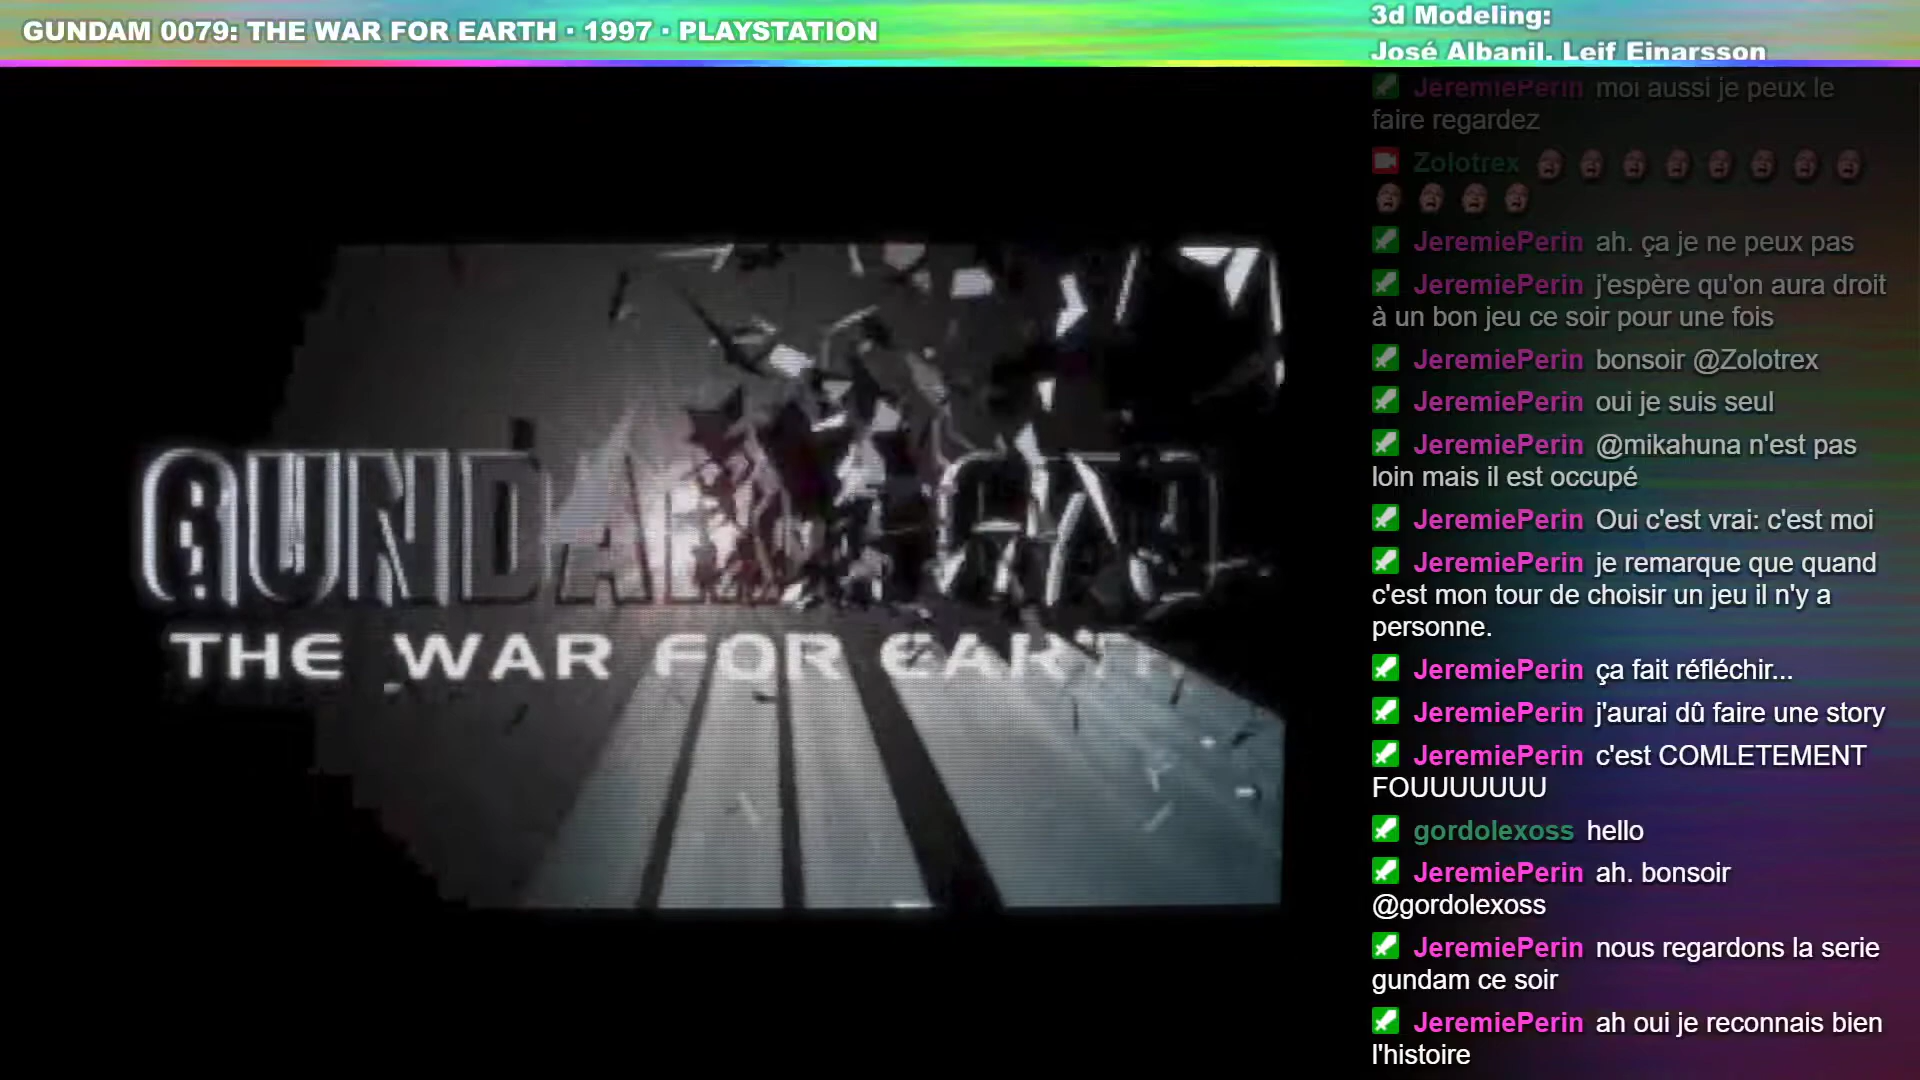 GUNDAM 0079: THE WAR FOR EARTH · 1997 · PLAYSTATION
3d Modeling:
José Albanil, Leif Einarsson
THE WAR FOR EARTH
JeremiePerin moi aussi je peux le
faire regardez
Zolotrex
JeremiePerin ah. ça je ne peux pas
JeremiePerin j'espère qu'on aura droit
à un bon jeu ce soir pour une fois
JeremiePerin bonsoir @Zolotrex
JeremiePerin oui je suis seul
JeremiePerin @mikahuna n'est pas
loin mais il est occupé
JeremiePerin Oui c'est vrai: c'est moi
JeremiePerin je remarque que quand
c'est mon tour de choisir un jeu il n'y a
personne.
JeremiePerin ça fait réfléchir...
JeremiePerin j'aurai dû faire une story
JeremiePerin c'est COMLETEMENT
FOUUUUUUU
gordolexoss hello
JeremiePerin ah. bonsoir
@gordolexoss
JeremiePerin nous regardons la serie
gundam ce soir
JeremiePerin ah oui je reconnais bien
l'histoire